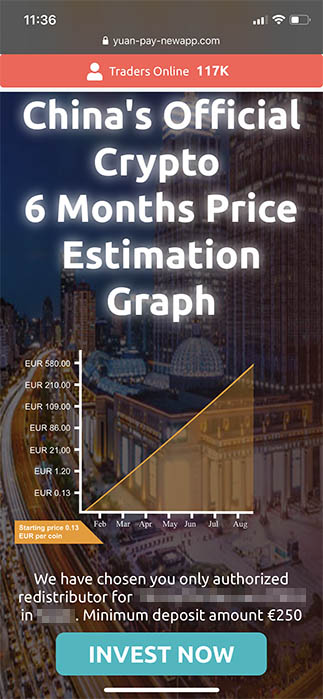 11:36
yuan-pay-newapp.com
Traders Online 117K
China's Official
Crypto
6 Months Price
Estimation
Graph
EUR 580.00
EUR 210.00
EUR 109.00
EUR 86.00
EUR 21,00
EUR 1.20
EUR 0.13
Feb Mar Apr May Jun Jul Aug
Starting price 0.13
EUR per coin
We have chosen you only authorized
redistributor for
in . Minimum deposit amount €250
INVEST NOW